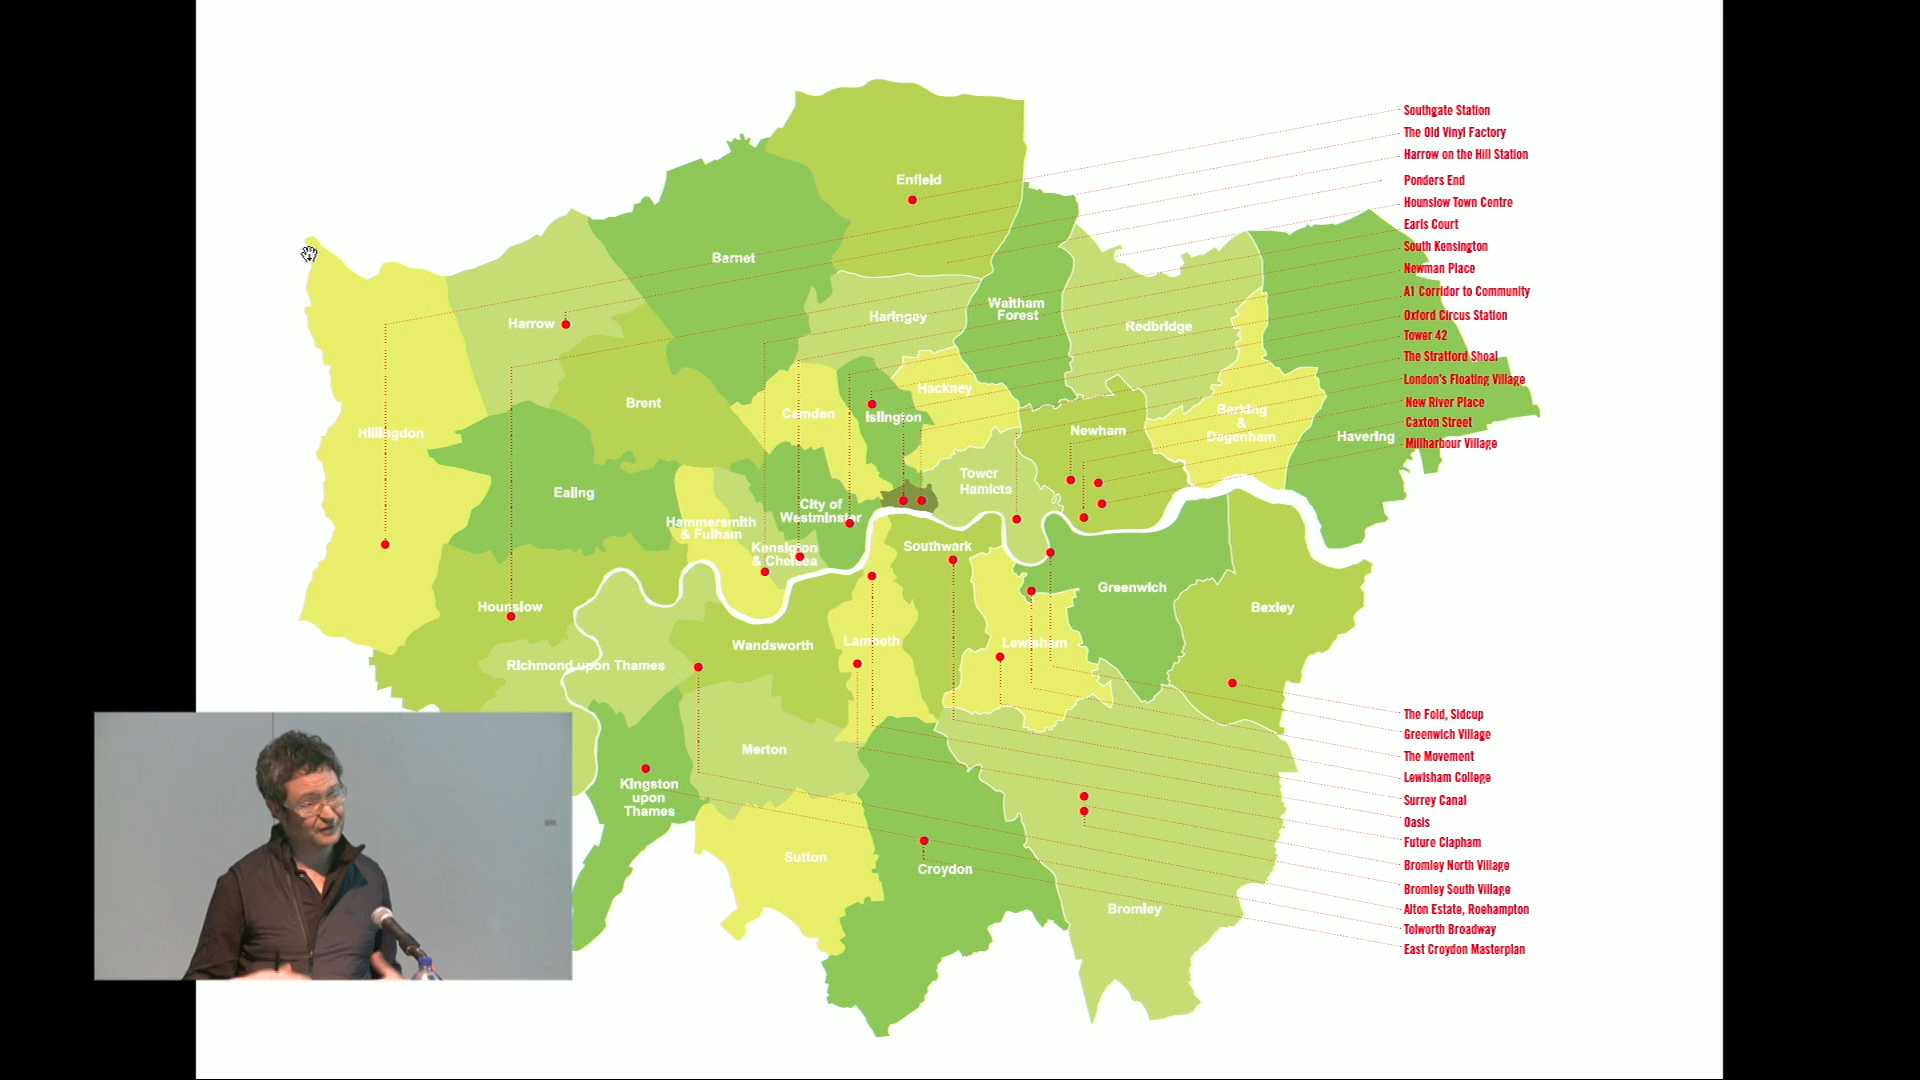 Southgate Station
The Old Vinyl Factory
Harrow on the Hill Station
Ponders End
Hounslow Town Centre
Earls Court
South Kensington
Newman Place
A1 Corridor to Community
Oxford Circus Station
Tower 42
The Stratford Shoal
London's Floating Village
New River Place
Caxton Street
Millharbour Village
Enfield
Barnet
Harrow
Haringey
Waltham
Forest
Redbridge
Hillingdon
Brent
Camden
Islington
Hackney
Newham
Barking
&
Dagenham
Havering
Ealing
Hammersmith
& Fulham
City of
Westminster
Kensigton
& Chelsea
Tower
Hamlets
Southwark
Greenwich
Bexley
Hounslow
Richmond upon Thames
Wandsworth
Lambeth
Lewisham
Merton
Kingston
upon
Thames
Sutton
Croydon
Bromley
The Fold, Sidcup
Greenwich Village
The Movement
Lewisham College
Surrey Canal
Oasis
Future Clapham
Bromley North Village
Bromley South Village
Alton Estate, Roehampton
Tolworth Broadway
East Croydon Masterplan